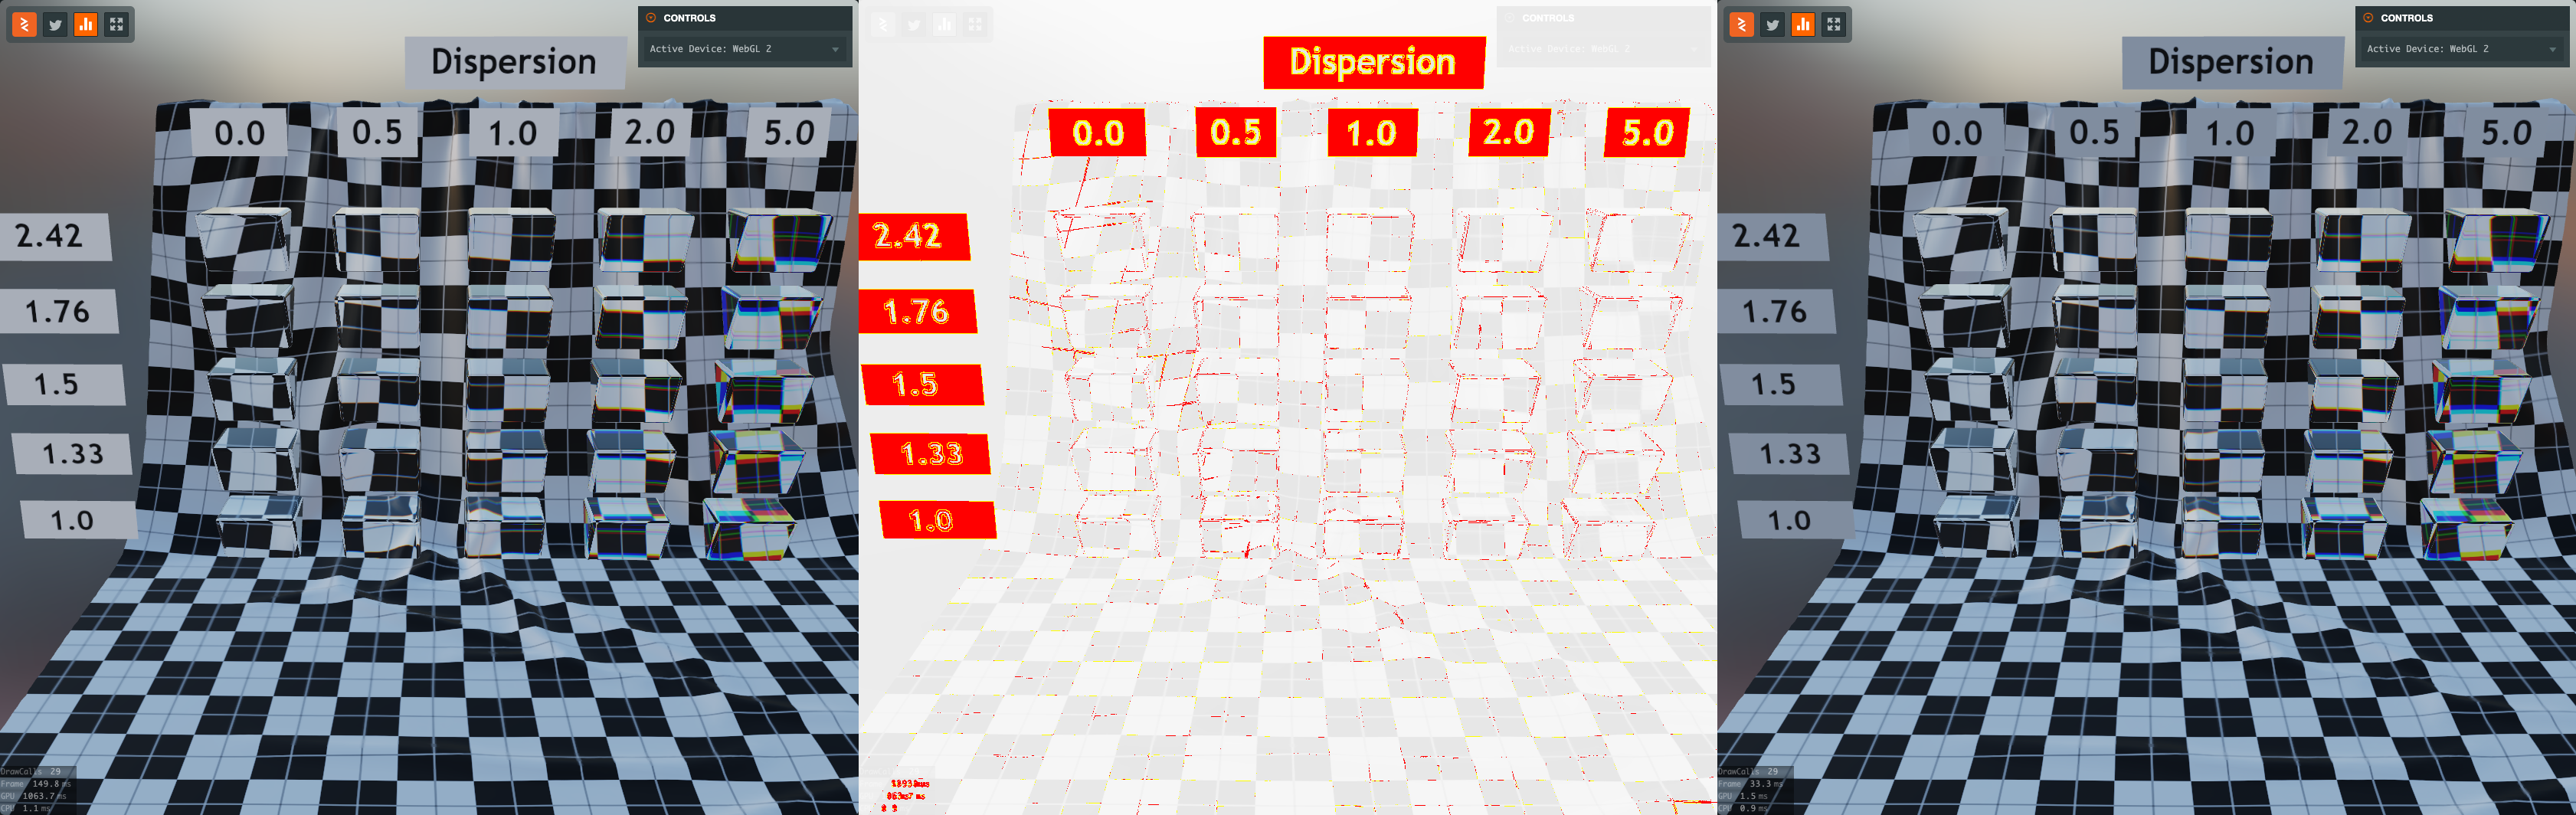 CONTROLS
Active Device: WebGL 2
Dispersion
0.0 0.5 1.0 2.0 5.0
2.42
1.76
1.5
1.33
1.0
DrawCalls 29
Frame 149.8 ms
GPU 1063.7 ms
CPU 1.1 ms
CONTROLS
Active Device: WebGL 2
Dispersion
0.0 0.5 1.0 2.0 5.0
2.42
1.76
1.5
1.33
1.0
CONTROLS
Active Device: WebGL 2
Dispersion
0.0 0.5 1.0 2.0 5.0
2.42
1.76
1.5
1.33
1.0
DrawCalls 29
Frame 33.3 ms
GPU 1.5 ms
CPU 0.9 ms